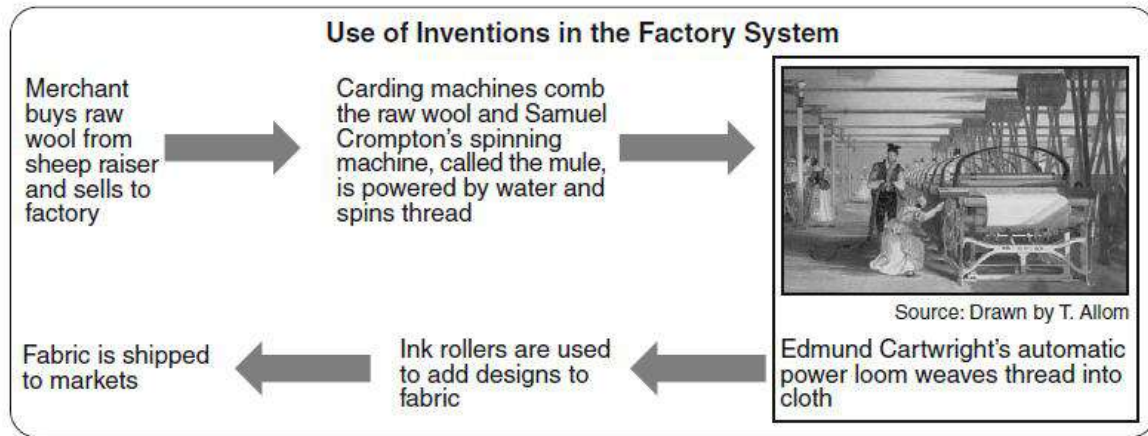 Use of Inventions in the Factory System
Merchant
buys raw
wool from
sheep raiser
and sells to
factory
Carding machines comb
the raw wool and Samuel
Crompton's spinning
machine, called the mule,
is powered by water and
spins thread
Source: Drawn by T. Allom
Edmund Cartwright's automatic
power loom weaves thread into
cloth
Ink rollers are used
to add designs to
fabric
Fabric is shipped
to markets